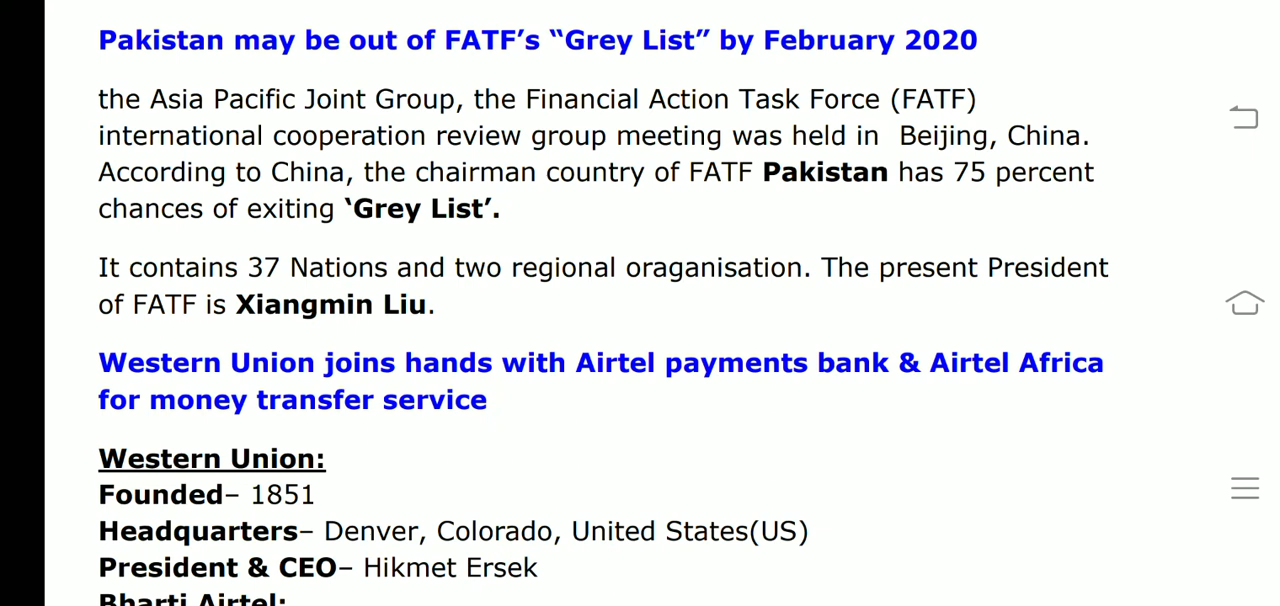 Pakistan may be out of FATF’s “Grey List” by February 2020
the Asia Pacific Joint Group, the Financial Action Task Force (FATF)
international cooperation review group meeting was held in  Beijing, China.
According to China, the chairman country of FATF Pakistan has 75 percent
chances of exiting ‘Grey List’.
It contains 37 Nations and two regional oraganisation. The present President
of FATF is Xiangmin Liu.
Western Union joins hands with Airtel payments bank & Airtel Africa
for money transfer service
Western Union:
Founded– 1851
Headquarters– Denver, Colorado, United States(US)
President & CEO– Hikmet Ersek
Bharti Airtel: